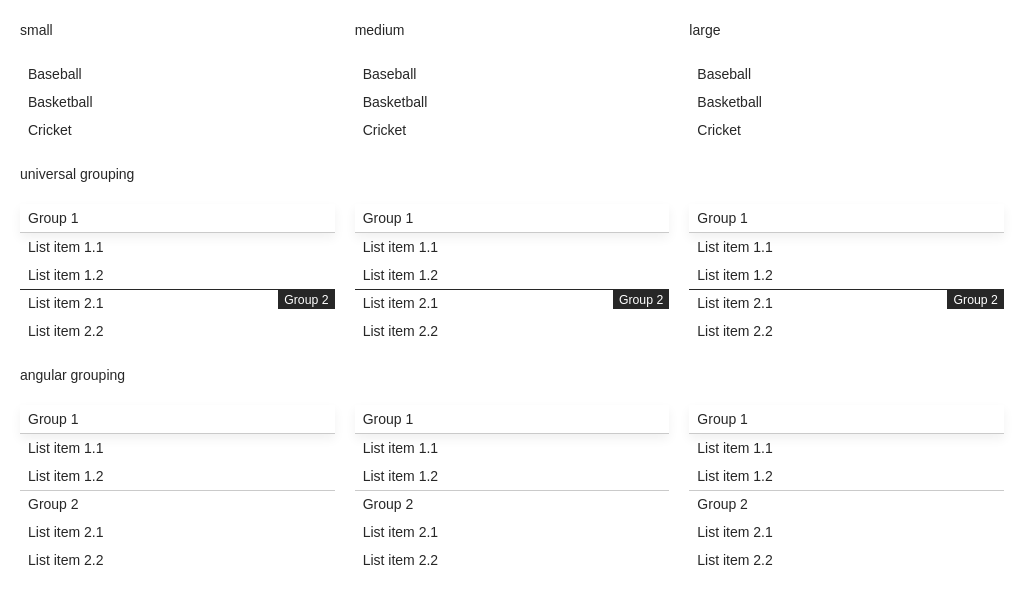 small medium large
Baseball Baseball Baseball
Basketball Basketball Basketball
Cricket Cricket Cricket
universal grouping
Group 1 Group 1 Group 1
List item 1.1 List item 1.1 List item 1.1
List item 1.2 List item 1.2 List item 1.2
List item 2.1 Group 2 List item 2.1 Group 2 List item 2.1 Group 2
List item 2.2 List item 2.2 List item 2.2
angular grouping
Group 1 Group 1 Group 1
List item 1.1 List item 1.1 List item 1.1
List item 1.2 List item 1.2 List item 1.2
Group 2 Group 2 Group 2
List item 2.1 List item 2.1 List item 2.1
List item 2.2 List item 2.2 List item 2.2